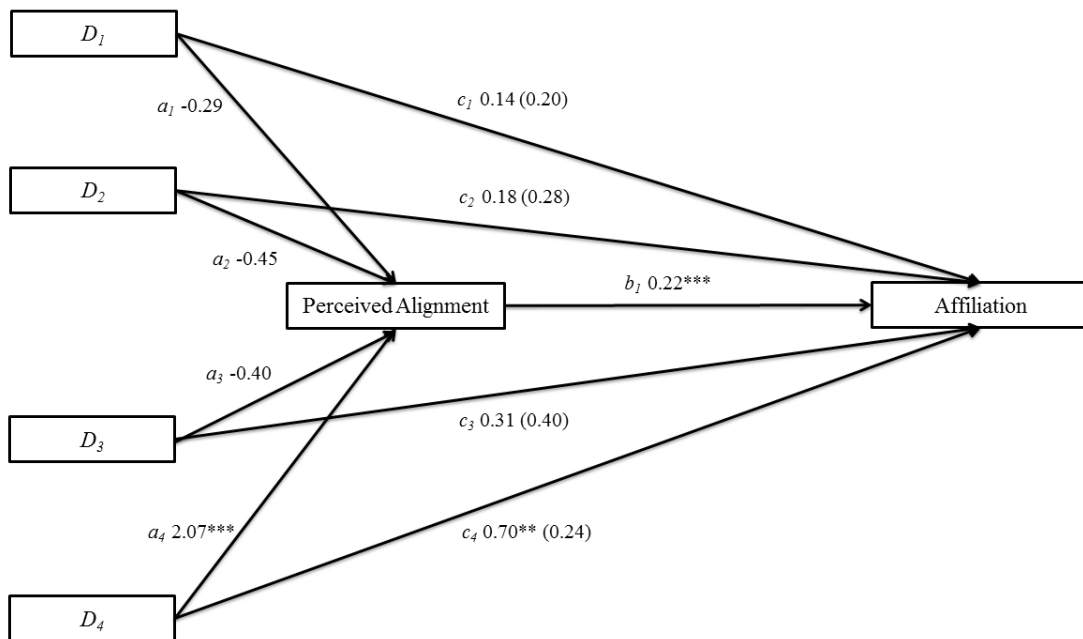 D₁
a₁ -0.29
c₁ 0.14 (0.20)
D₂
c₂ 0.18 (0.28)
a₂ -0.45
b₁ 0.22***
Perceived Alignment
Affiliation
a₃ -0.40
D₃
c₃ 0.31 (0.40)
a₄ 2.07***
c₄ 0.70** (0.24)
D₄